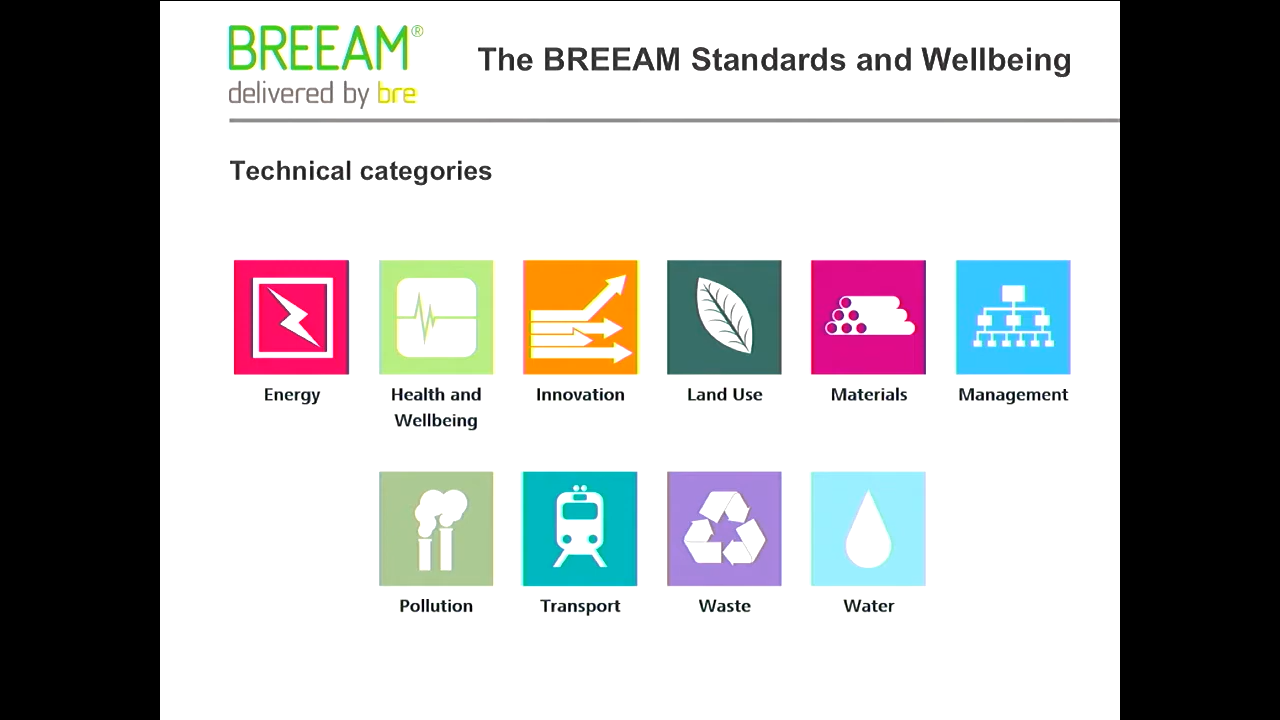 BREEAM®
delivered by bre
The BREEAM Standards and Wellbeing
Technical categories
Energy
Health and
Wellbeing
Innovation
Land Use
Materials
Management
Pollution
Transport
Waste
Water